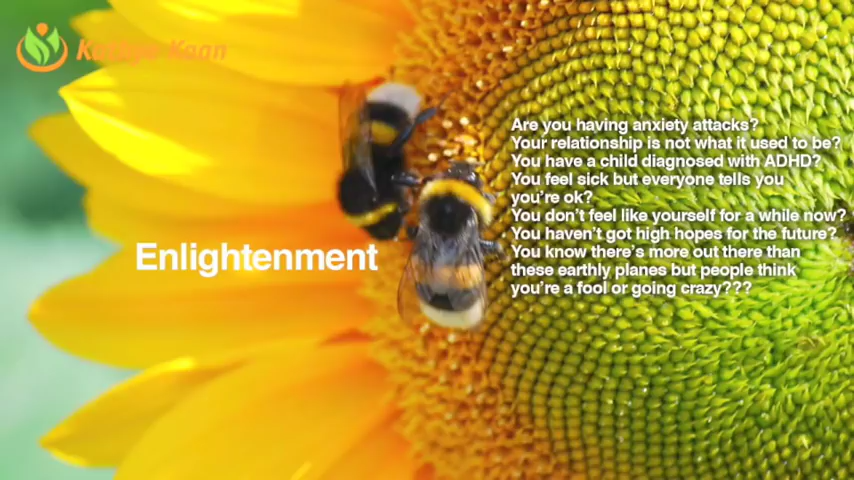 Enlightenment
Are you having anxiety attacks?
Your relationship is not what it used to be?
You have a child diagnosed with ADHD?
You feel sick but everyone tells you
you're ok?
You don't feel like yourself for a while now?
You haven't got high hopes for the future?
You know there's more out there than
these earthly planes but people think
you're a fool or going crazy???